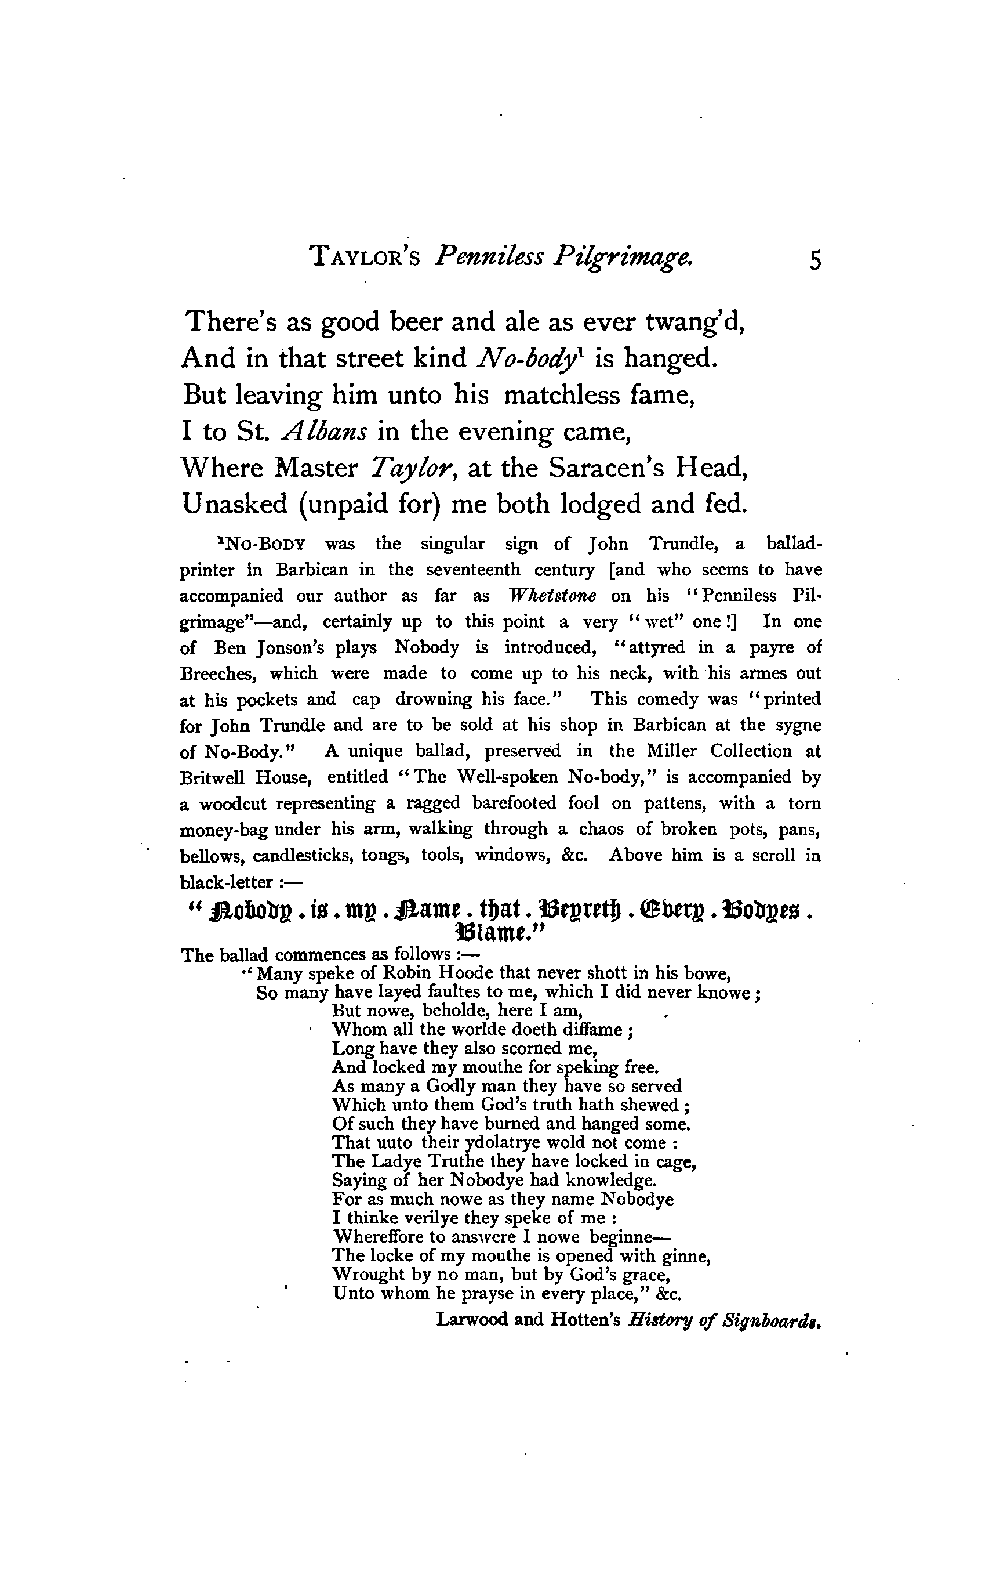 TAYLOR'S Penniless Pilgrimage. 5
There's as good beer and ale as ever twang'd,
And in that street kind No-body¹ is hanged.
But leaving him unto his matchless fame,
I to St. Albans in the evening came,
Where Master Taylor, at the Saracen's Head,
Unasked (unpaid for) me both lodged and fed.
¹NO-BODY was the singular sign of John Trundle, a ballad-
printer in Barbican in the seventeenth century [and who seems to have
accompanied our author as far as Whetstone on his "Penniless Pil-
grimage"—and, certainly up to this point a very "wet" one!] In one
of Ben Jonson's plays Nobody is introduced, "attyred in a payre of
Breeches, which were made to come up to his neck, with his armes out
at his pockets and cap drowning his face." This comedy was "printed
for John Trundle and are to be sold at his shop in Barbican at the sygne
of No-Body." A unique ballad, preserved in the Miller Collection at
Britwell House, entitled "The Well-spoken No-body," is accompanied by
a woodcut representing a ragged barefooted fool on pattens, with a torn
money-bag under his arm, walking through a chaos of broken pots, pans,
bellows, candlesticks, tongs, tools, windows, &c. Above him is a scroll in
black-letter :—
"Nobody . is . my . Name . that . Beyreth . Every . Bodyes .
Blame."
The ballad commences as follows :—
"Many speke of Robin Hoode that never shott in his bowe,
So many have layed faultes to me, which I did never knowe ;
But nowe, beholde, here I am,
Whom all the worlde doeth diffame ;
Long have they also scorned me,
And locked my mouthe for speking free.
As many a Godly man they have so served
Which unto them God's truth hath shewed ;
Of such they have burned and hanged some.
That uuto their ydolatrye wold not come :
The Ladye Truthe they have locked in cage,
Saying of her Nobodye had knowledge.
For as much nowe as they name Nobodye
I thinke verilye they speke of me :
Whereffore to answere I nowe beginne—
The locke of my mouthe is opened with ginne,
Wrought by no man, but by God's grace,
Unto whom he prayse in every place," &c.
Larwood and Hotten's History of Signboards.